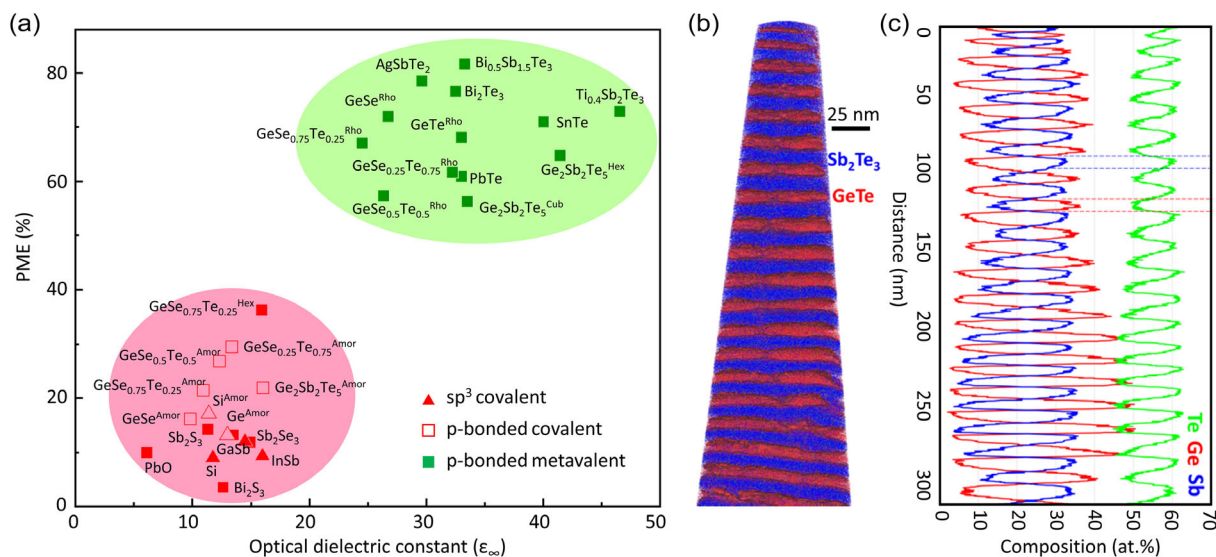 (a)
80
60
40
20
0
PME (%)
0 10 20 30 40 50
Optical dielectric constant (ε∞)
AgSbTe₂
Bi₀.₅Sb₁.₅Te₃
Bi₂Te₃
Ti₀.₄Sb₂Te₃
GeSeᴿʰᵒ
GeTeᴿʰᵒ
SnTe
GeSe₀.₇₅Te₀.₂₅ᴿʰᵒ
GeSe₀.₂₅Te₀.₇₅ᴿʰᵒ
PbTe
Ge₂Sb₂Te₅ᴴᵉˣ
GeSe₀.₅Te₀.₅ᴿʰᵒ
Ge₂Sb₂Te₅ᶜᵘᵇ
GeSe₀.₇₅Te₀.₂₅ᴴᵉˣ
GeSe₀.₅Te₀.₅ᴬᵐᵒʳ
GeSe₀.₂₅Te₀.₇₅ᴬᵐᵒʳ
GeSe₀.₇₅Te₀.₂₅ᴬᵐᵒʳ
Ge₂Sb₂Te₅ᴬᵐᵒʳ
Siᴬᵐᵒʳ
GeSeᴬᵐᵒʳ
Geᴬᵐᵒʳ
Sb₂S₃
Sb₂Se₃
GaSb
PbO
Si
InSb
Bi₂S₃
sp³ covalent
p-bonded covalent
p-bonded metavalent
(b)
25 nm
Sb₂Te₃
GeTe
(c)
0
50
100
150
200
250
300
Distance (nm)
Te Ge Sb
0 10 20 30 40 50 60 70
Composition (at.%)